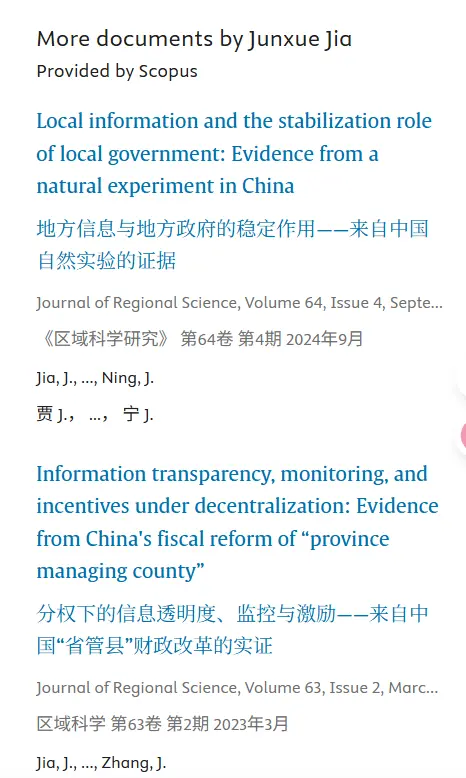 More documents by Junxue Jia
Provided by Scopus
Local information and the stabilization role
of local government: Evidence from a
natural experiment in China
地方信息与地方政府的稳定作用——来自中国
自然实验的证据
Journal of Regional Science, Volume 64, Issue 4, Septe...
《区域科学研究》 第64卷 第4期 2024年9月
Jia, J., ..., Ning, J.
贾 J.， ...， 宁 J.
Information transparency, monitoring, and
incentives under decentralization: Evidence
from China's fiscal reform of “province
managing county”
分权下的信息透明度、监控与激励——来自中
国“省管县”财政改革的实证
Journal of Regional Science, Volume 63, Issue 2, Marc...
区域科学 第63卷 第2期 2023年3月
Jia, J., ..., Zhang, J.